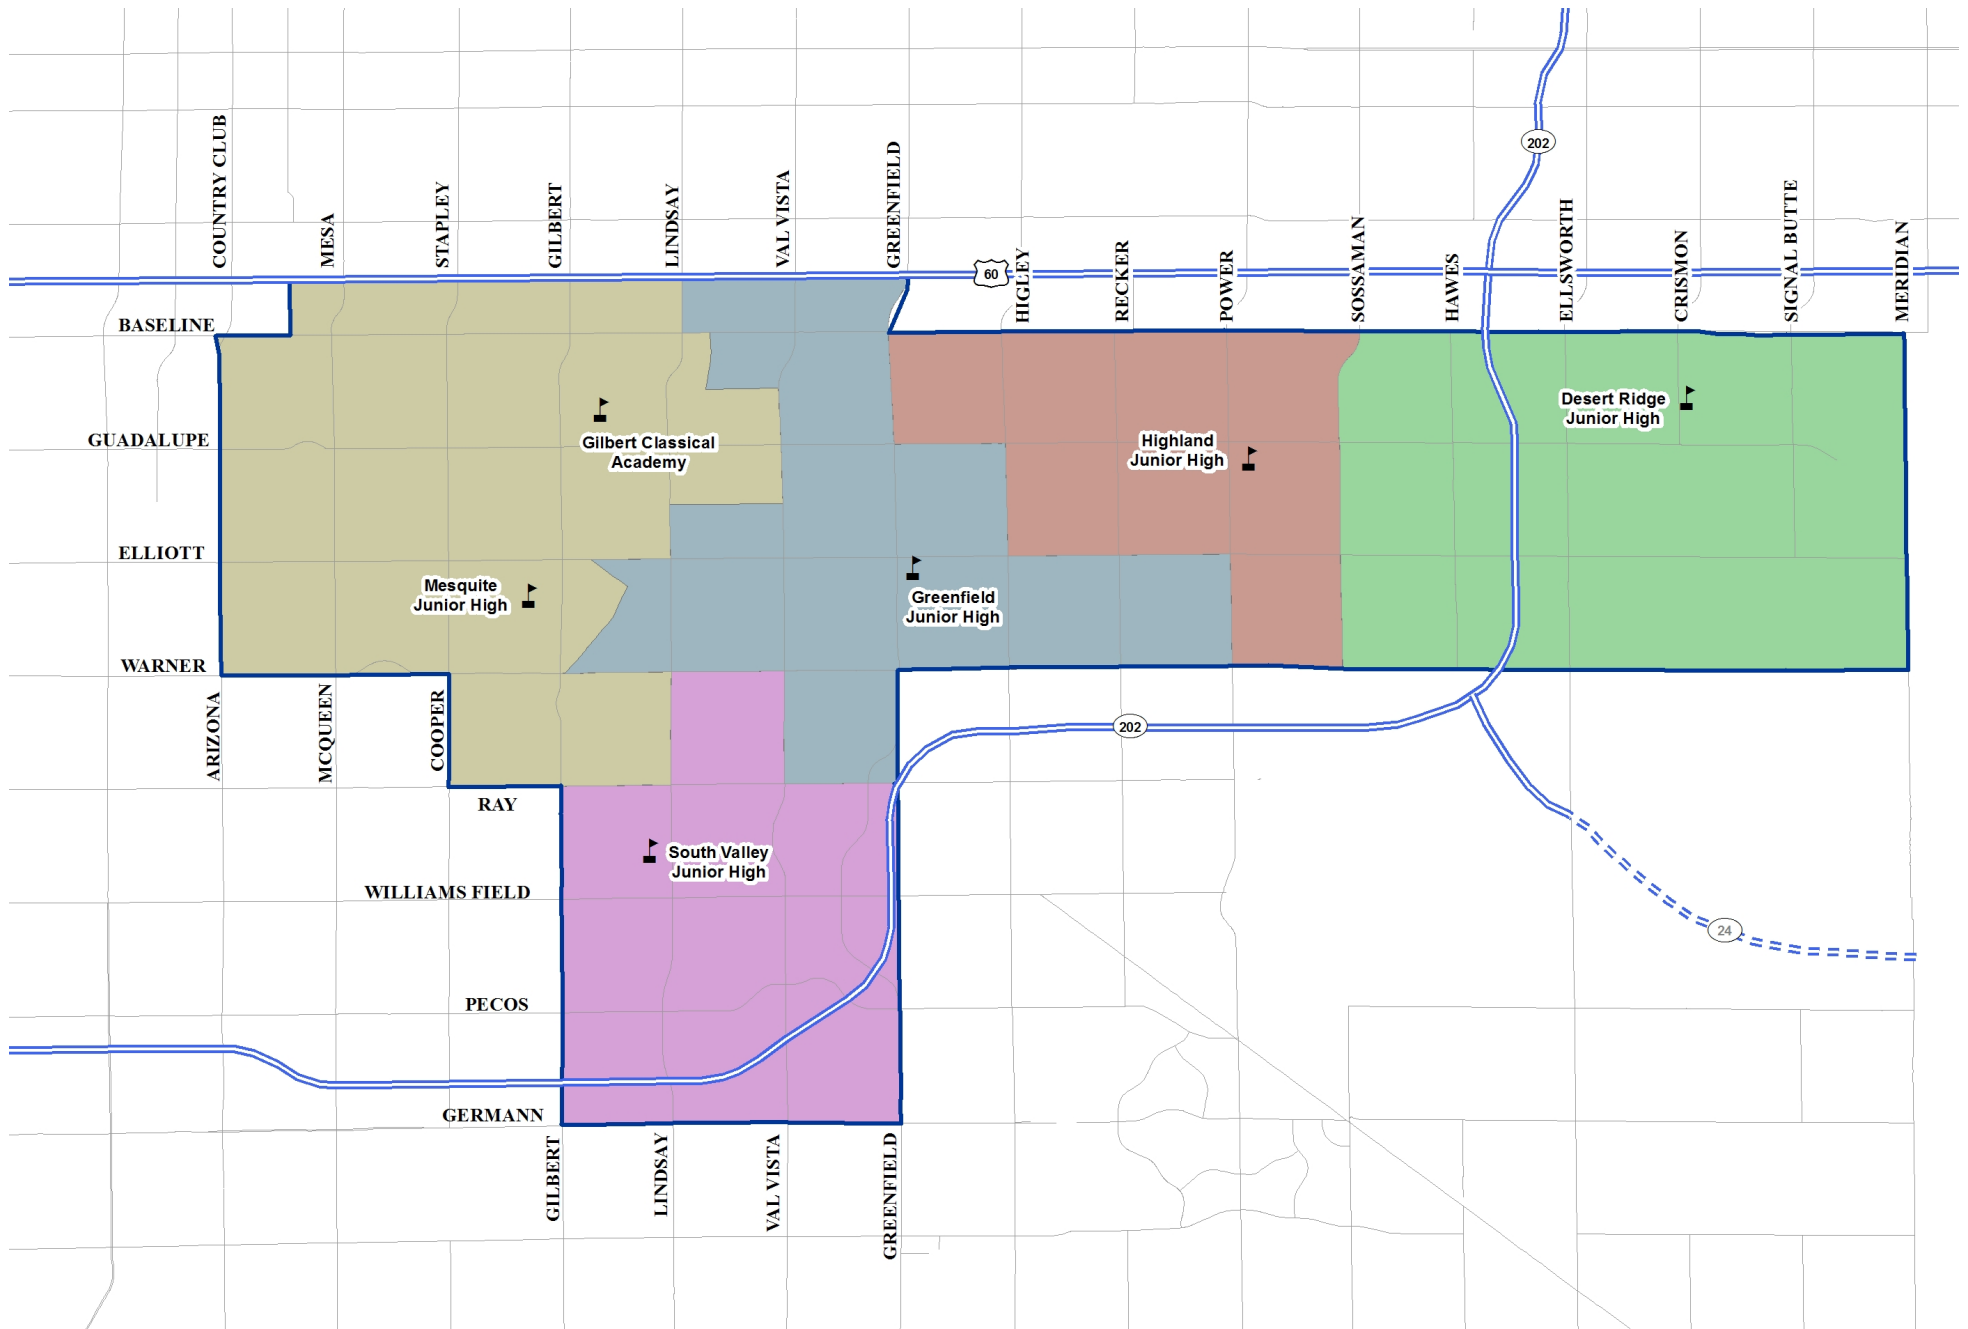 202
COUNTRY CLUB
MESA
STAPLEY
GILBERT
LINDSAY
VAL VISTA
GREENFIELD
60
HIGLEY
RECKER
POWER
SOSSAMAN
HAWES
ELLSWORTH
CRISMON
SIGNAL BUTTE
MERIDIAN
BASELINE
GUADALUPE
ELLIOTT
WARNER
Gilbert Classical
Academy
Highland
Junior High
Desert Ridge
Junior High
Mesquite
Junior High
Greenfield
Junior High
ARIZONA
MCQUEEN
COOPER
202
RAY
South Valley
Junior High
WILLIAMS FIELD
24
PECOS
GERMANN
GILBERT
LINDSAY
VAL VISTA
GREENFIELD